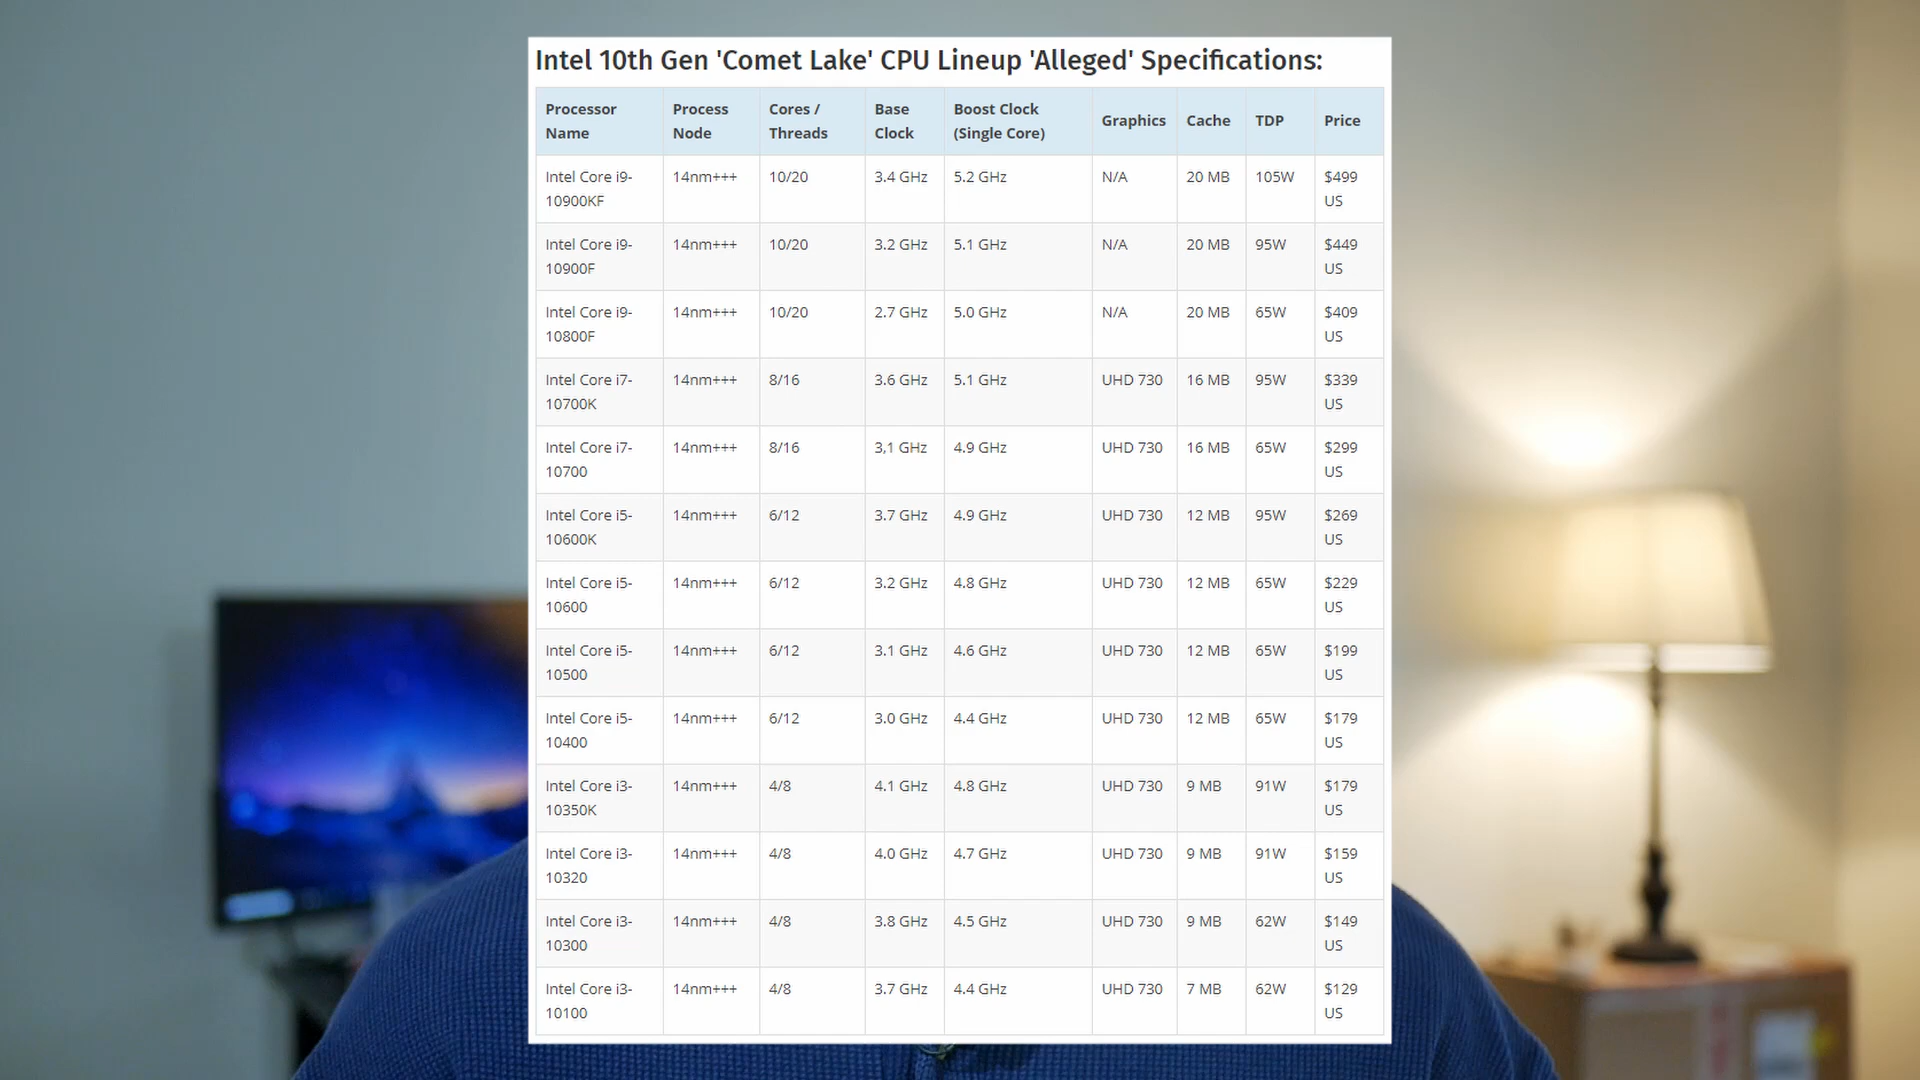 Intel 10th Gen 'Comet Lake' CPU Lineup 'Alleged' Specifications:
Processor Name | Process Node | Cores / Threads | Base Clock | Boost Clock (Single Core) | Graphics | Cache | TDP | Price
Intel Core i9-10900KF | 14nm+++ | 10/20 | 3.4 GHz | 5.2 GHz | N/A | 20 MB | 105W | $499 US
Intel Core i9-10900F | 14nm+++ | 10/20 | 3.2 GHz | 5.1 GHz | N/A | 20 MB | 95W | $449 US
Intel Core i9-10800F | 14nm+++ | 10/20 | 2.7 GHz | 5.0 GHz | N/A | 20 MB | 65W | $409 US
Intel Core i7-10700K | 14nm+++ | 8/16 | 3.6 GHz | 5.1 GHz | UHD 730 | 16 MB | 95W | $339 US
Intel Core i7-10700 | 14nm+++ | 8/16 | 3,1 GHz | 4.9 GHz | UHD 730 | 16 MB | 65W | $299 US
Intel Core i5-10600K | 14nm+++ | 6/12 | 3.7 GHz | 4.9 GHz | UHD 730 | 12 MB | 95W | $269 US
Intel Core i5-10600 | 14nm+++ | 6/12 | 3.2 GHz | 4.8 GHz | UHD 730 | 12 MB | 65W | $229 US
Intel Core i5-10500 | 14nm+++ | 6/12 | 3.1 GHz | 4.6 GHz | UHD 730 | 12 MB | 65W | $199 US
Intel Core i5-10400 | 14nm+++ | 6/12 | 3.0 GHz | 4.4 GHz | UHD 730 | 12 MB | 65W | $179 US
Intel Core i3-10350K | 14nm+++ | 4/8 | 4.1 GHz | 4.8 GHz | UHD 730 | 9 MB | 91W | $179 US
Intel Core i3-10320 | 14nm+++ | 4/8 | 4.0 GHz | 4.7 GHz | UHD 730 | 9 MB | 91W | $159 US
Intel Core i3-10300 | 14nm+++ | 4/8 | 3.8 GHz | 4.5 GHz | UHD 730 | 9 MB | 62W | $149 US
Intel Core i3-10100 | 14nm+++ | 4/8 | 3.7 GHz | 4.4 GHz | UHD 730 | 7 MB | 62W | $129 US